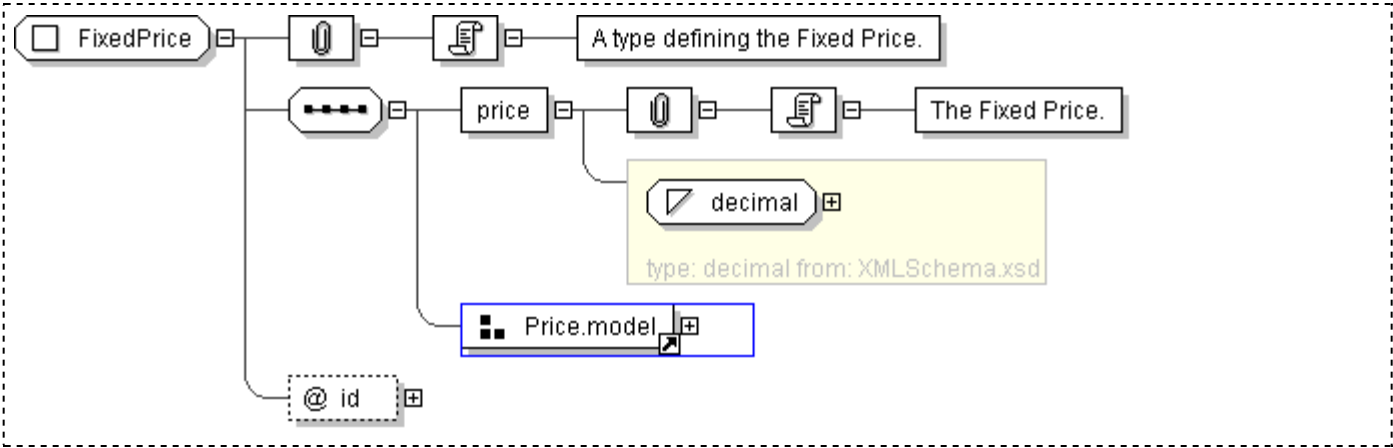 FixedPrice
A type defining the Fixed Price.
price
The Fixed Price.
decimal
type: decimal from: XMLSchema.xsd
Price.model
@ id